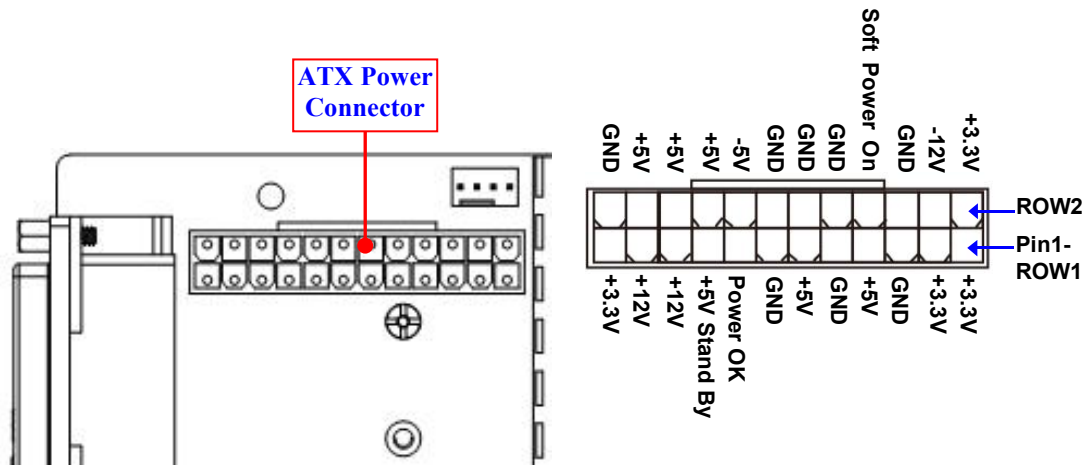 ATX Power
Connector
GND
+5V
+5V
+5V
-5V
GND
GND
GND
Soft Power On
GND
-12V
+3.3V
ROW2
Pin1-
ROW1
+3.3V
+12V
+12V
+5V Stand By
Power OK
GND
+5V
GND
+5V
GND
+3.3V
+3.3V